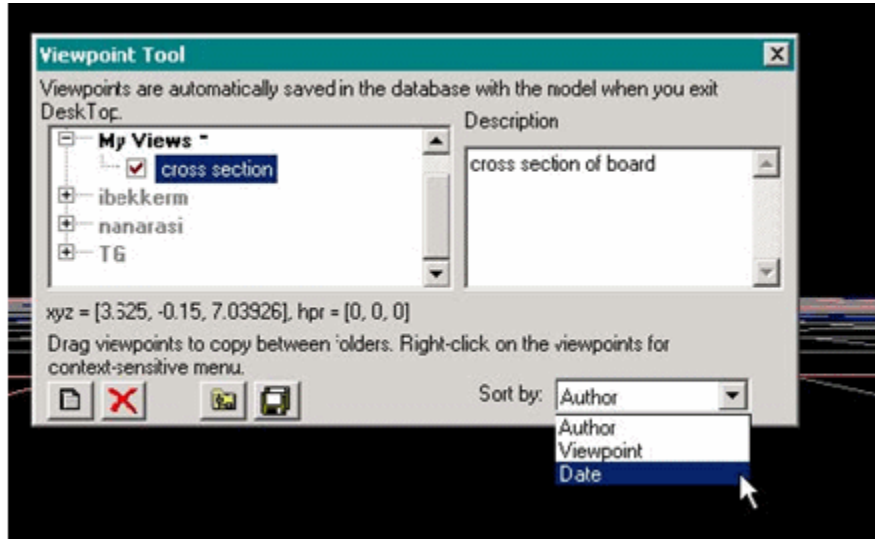 Viewpoint Tool
Viewpoints are automatically saved in the database with the model when you exit
DeskTop.
Description
My Views -
cross section
cross section of board
ibekkerm
nanarasi
TG
xyz = [3.525, -0.15, 7.03926], hpr = [0, 0, 0]
Drag viewpoints to copy between folders. Right-click on the viewpoints for
context-sensitive menu.
Sort by: Author
Author
Viewpoint
Date